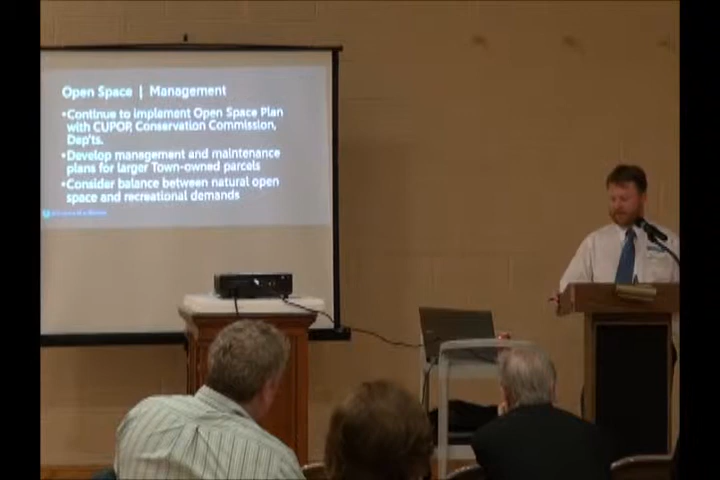 Open Space | Management
•Continue to implement Open Space Plan
with CUPOP, Conservation Commission,
Dep'ts.
•Develop management and maintenance
plans for larger Town-owned parcels
•Consider balance between natural open
space and recreational demands